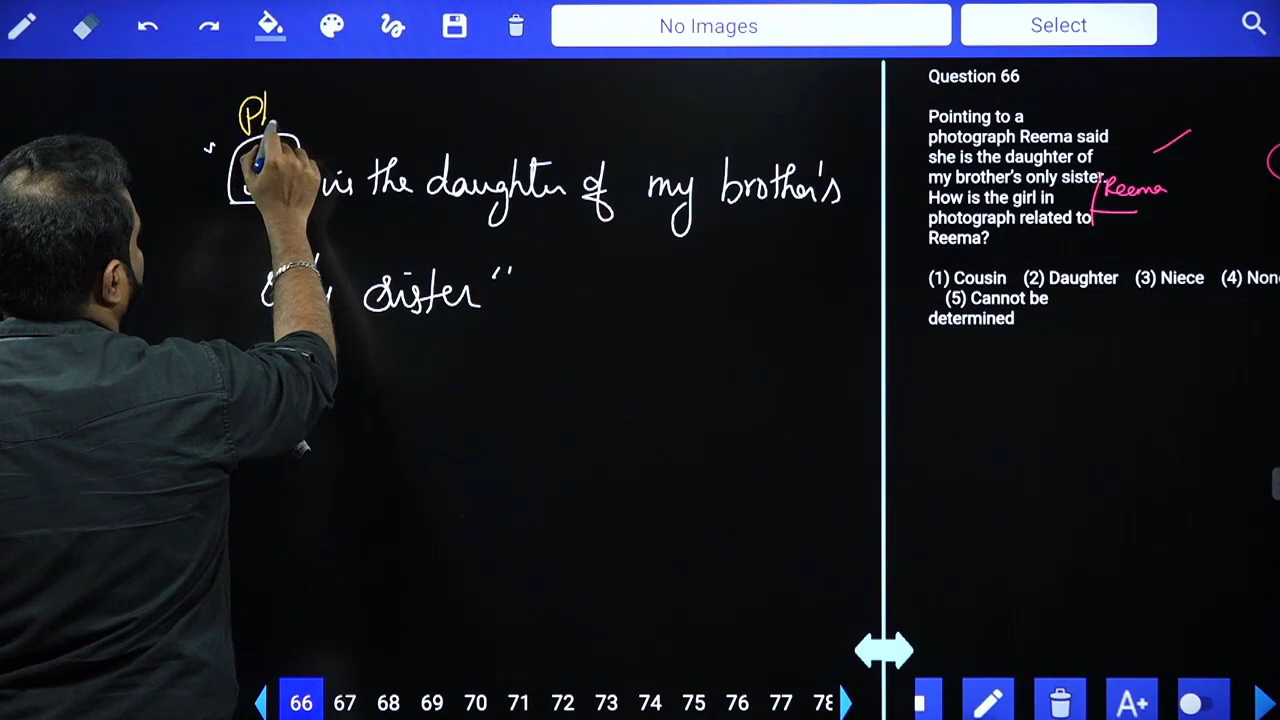 No Images
Select
Question 66
Pointing to a
photograph Reema said
she is the daughter of
my brother's only sister.
How is the girl in
photograph related to
Reema?
(1) Cousin (2) Daughter (3) Niece (4) Non
(5) Cannot be
determined
Reema
Ph
" is the daughter of my brother's
sister"
66 67 68 69 70 71 72 73 74 75 76 77 78
A+